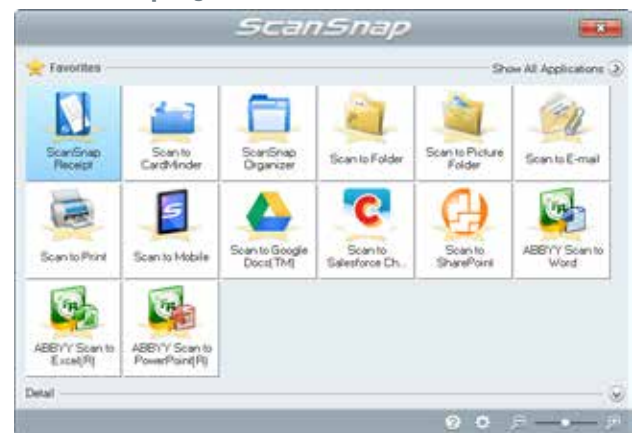 ScanSnap
Favorites
Show All Applications
ScanSnap
Receipt
Scan to
CardMinder
ScanSnap
Organizer
Scan to Folder
Scan to Picture
Folder
Scan to E-mail
Scan to Print
Scan to Mobile
Scan to Google
Docs(TM)
Scan to
Salesforce Ch...
Scan to
SharePoint
ABBYY Scan to
Word
ABBYY Scan to
Excel(R)
ABBYY Scan to
PowerPoint(R)
Detail